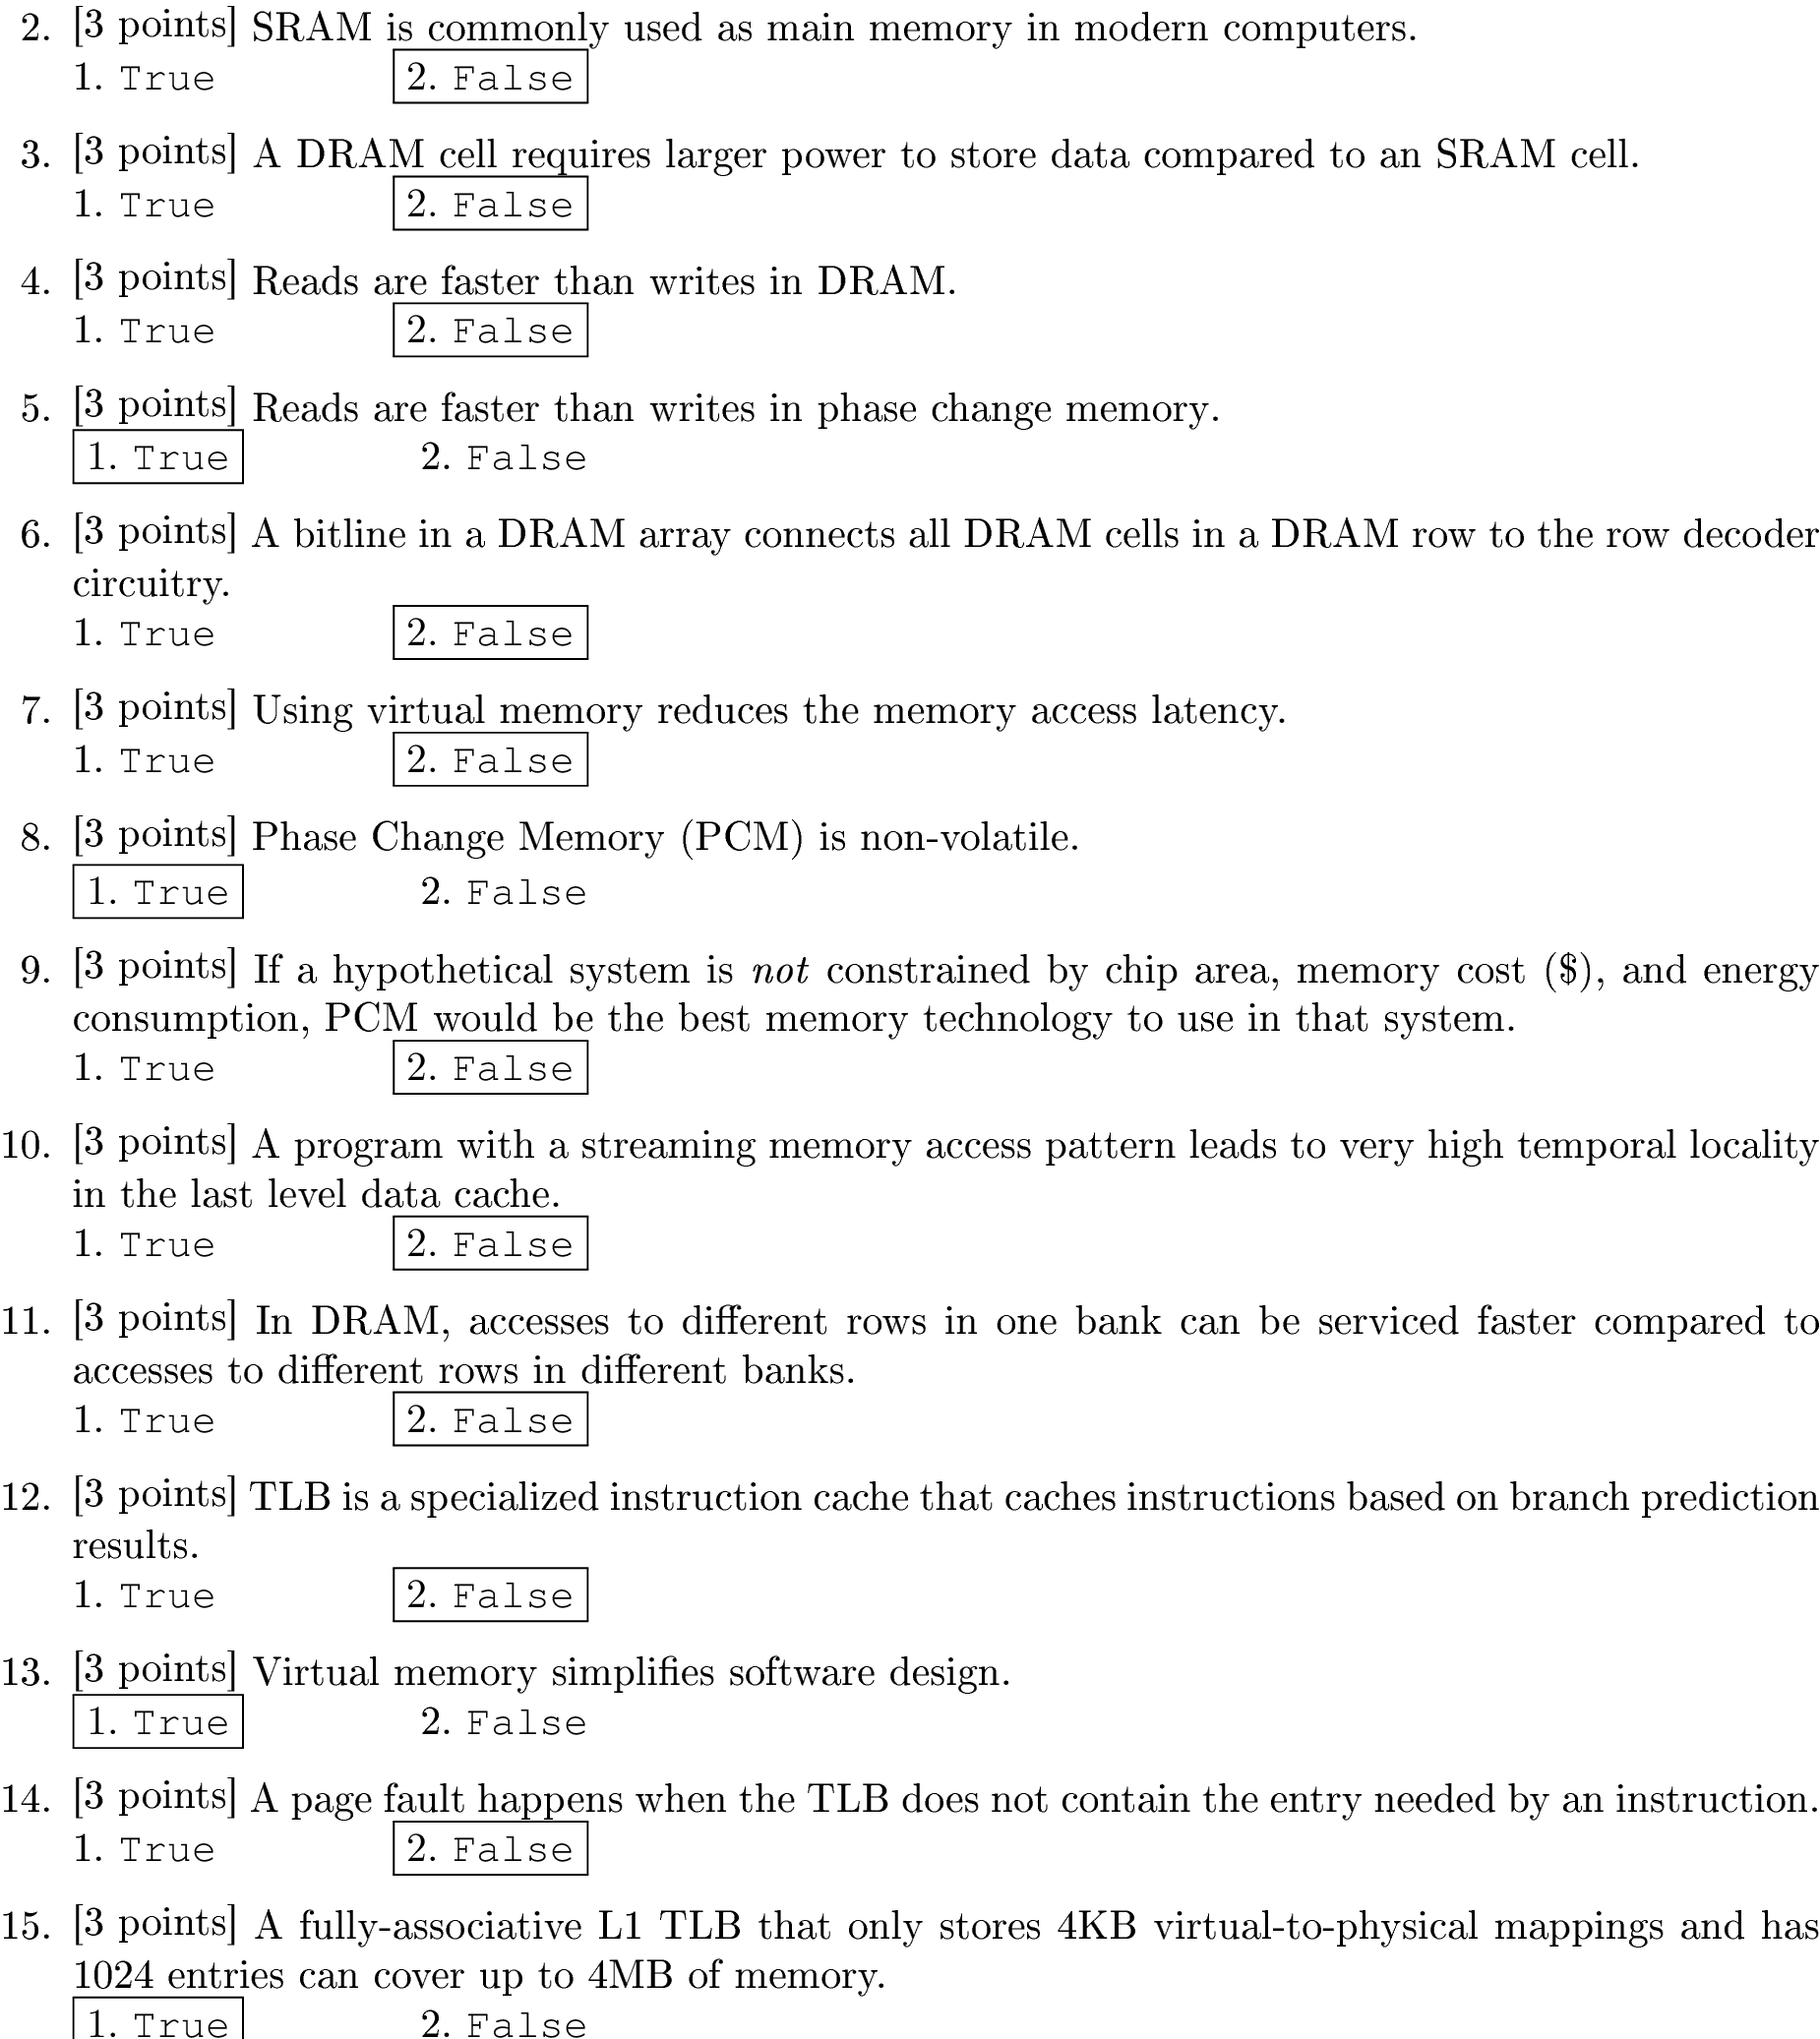 2. [3 points] SRAM is commonly used as main memory in modern computers.
1. True 2. False
3. [3 points] A DRAM cell requires larger power to store data compared to an SRAM cell.
1. True 2. False
4. [3 points] Reads are faster than writes in DRAM.
1. True 2. False
5. [3 points] Reads are faster than writes in phase change memory.
1. True 2. False
6. [3 points] A bitline in a DRAM array connects all DRAM cells in a DRAM row to the row decoder
circuitry.
1. True 2. False
7. [3 points] Using virtual memory reduces the memory access latency.
1. True 2. False
8. [3 points] Phase Change Memory (PCM) is non-volatile.
1. True 2. False
9. [3 points] If a hypothetical system is not constrained by chip area, memory cost ($), and energy
consumption, PCM would be the best memory technology to use in that system.
1. True 2. False
10. [3 points] A program with a streaming memory access pattern leads to very high temporal locality
in the last level data cache.
1. True 2. False
11. [3 points] In DRAM, accesses to different rows in one bank can be serviced faster compared to
accesses to different rows in different banks.
1. True 2. False
12. [3 points] TLB is a specialized instruction cache that caches instructions based on branch prediction
results.
1. True 2. False
13. [3 points] Virtual memory simplifies software design.
1. True 2. False
14. [3 points] A page fault happens when the TLB does not contain the entry needed by an instruction.
1. True 2. False
15. [3 points] A fully-associative L1 TLB that only stores 4KB virtual-to-physical mappings and has
1024 entries can cover up to 4MB of memory.
1. True 2. False